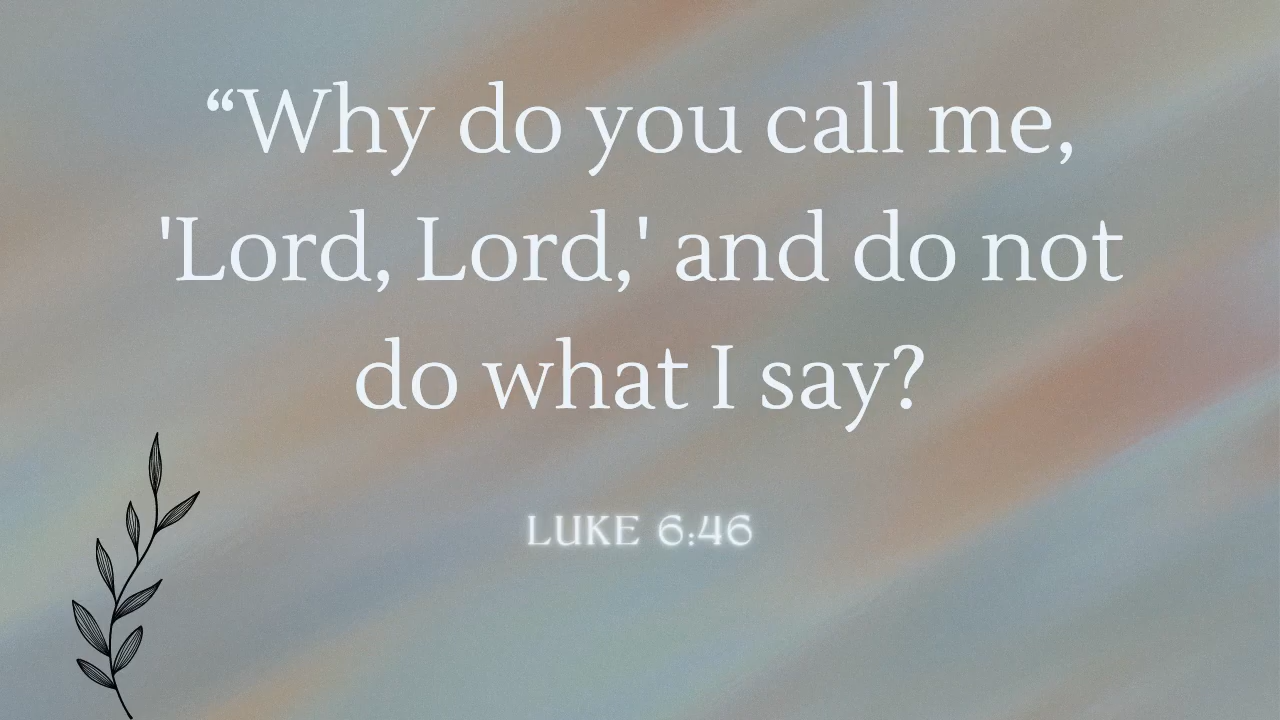 “Why do you call me,
'Lord, Lord,' and do not
do what I say?
LUKE 6:46